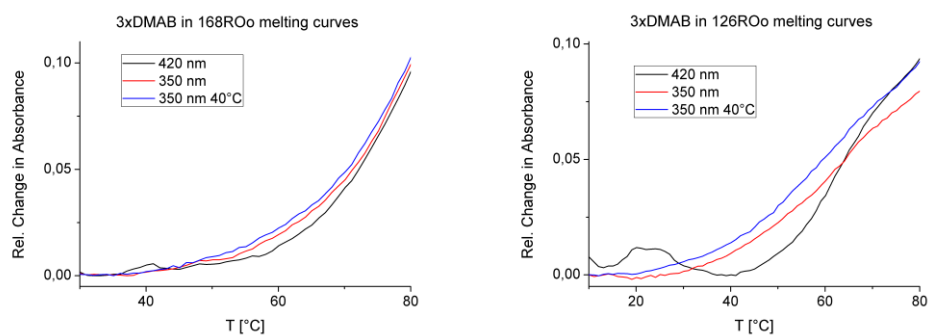 3xDMAB in 168ROo melting curves
0,10
0,05
0,00
Rel. Change in Absorbance
420 nm
350 nm
350 nm 40°C
40
60
80
T [°C]
3xDMAB in 126ROo melting curves
0,10
0,05
0,00
Rel. Change in Absorbance
420 nm
350 nm
350 nm 40°C
20
40
60
80
T [°C]